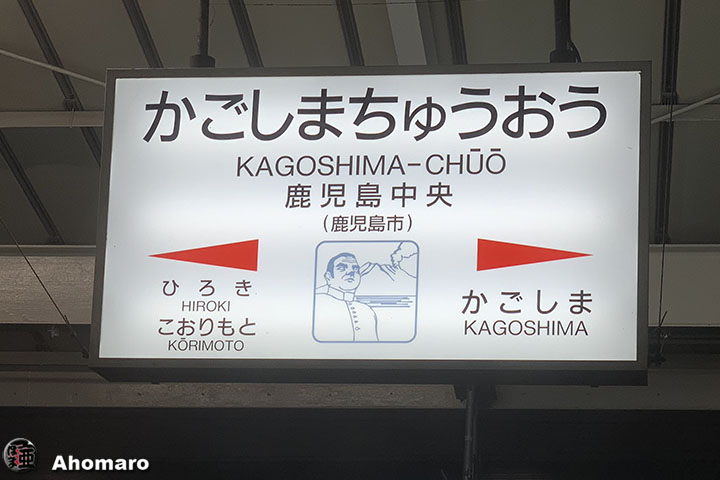 かごしまちゅうおう
KAGOSHIMA-CHŪŌ
鹿児島中央
(鹿児島市)
ひろき
HIROKI
こおりもと
KŌRIMOTO
かごしま
KAGOSHIMA
Ahomaro